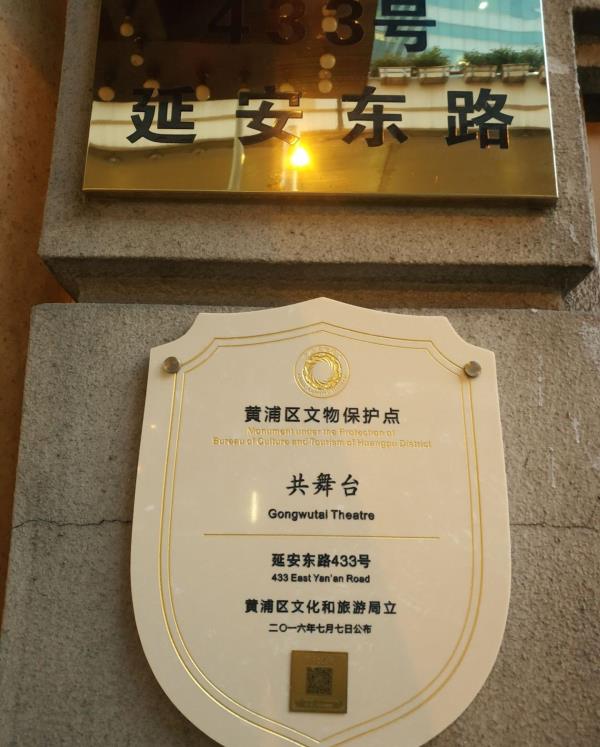 433号
延安东路
黄浦区文物保护点
Monument under the Protection of
Bureau of Culture and Tourism of Huangpu District
共舞台
Gongwutai Theatre
延安东路433号
433 East Yan'an Road
黄浦区文化和旅游局立
二〇一六年七月七日公布